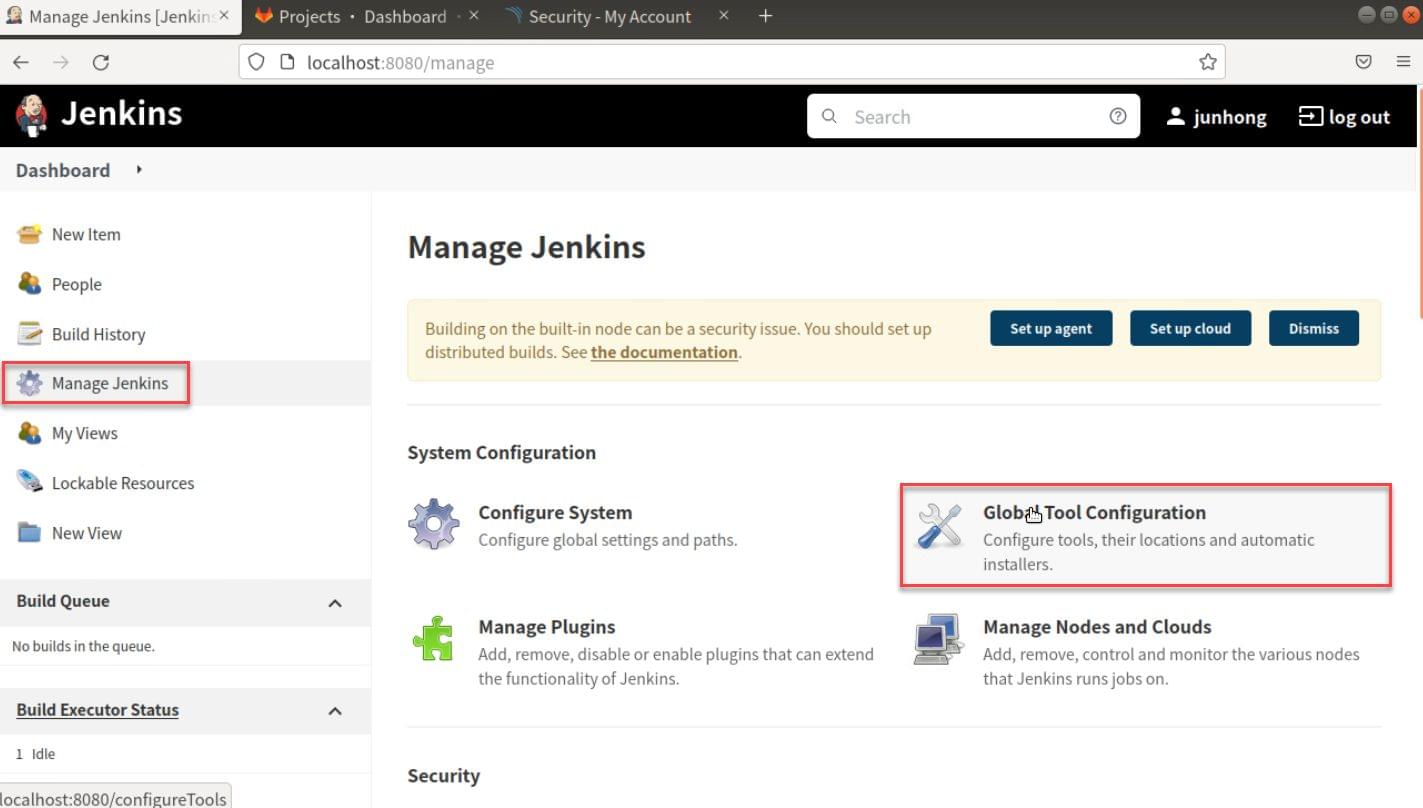 Manage Jenkins [Jenkins
Projects · Dashboard ·
Security - My Account
localhost:8080/manage
Jenkins
Search
junhong
log out
Dashboard
New Item
People
Build History
Manage Jenkins
My Views
Lockable Resources
New View
Build Queue
No builds in the queue.
Build Executor Status
1 Idle
localhost:8080/configureTools
Manage Jenkins
Building on the built-in node can be a security issue. You should set up
distributed builds. See the documentation.
Set up agent
Set up cloud
Dismiss
System Configuration
Configure System
Configure global settings and paths.
Global Tool Configuration
Configure tools, their locations and automatic
installers.
Manage Plugins
Add, remove, disable or enable plugins that can extend
the functionality of Jenkins.
Manage Nodes and Clouds
Add, remove, control and monitor the various nodes
that Jenkins runs jobs on.
Security